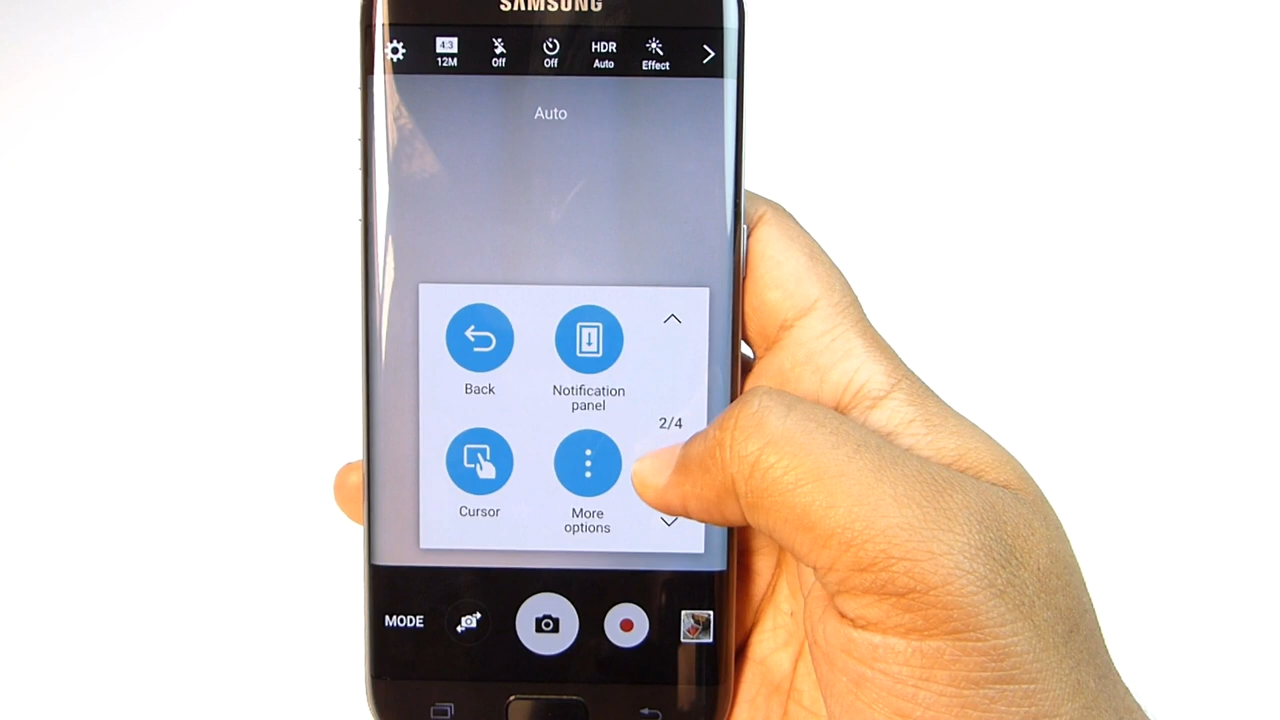 SAMSUNG
4:3
12M
Off
Off
HDR
Auto
Effect
Auto
Back
Notification
panel
2/4
Cursor
More
options
MODE